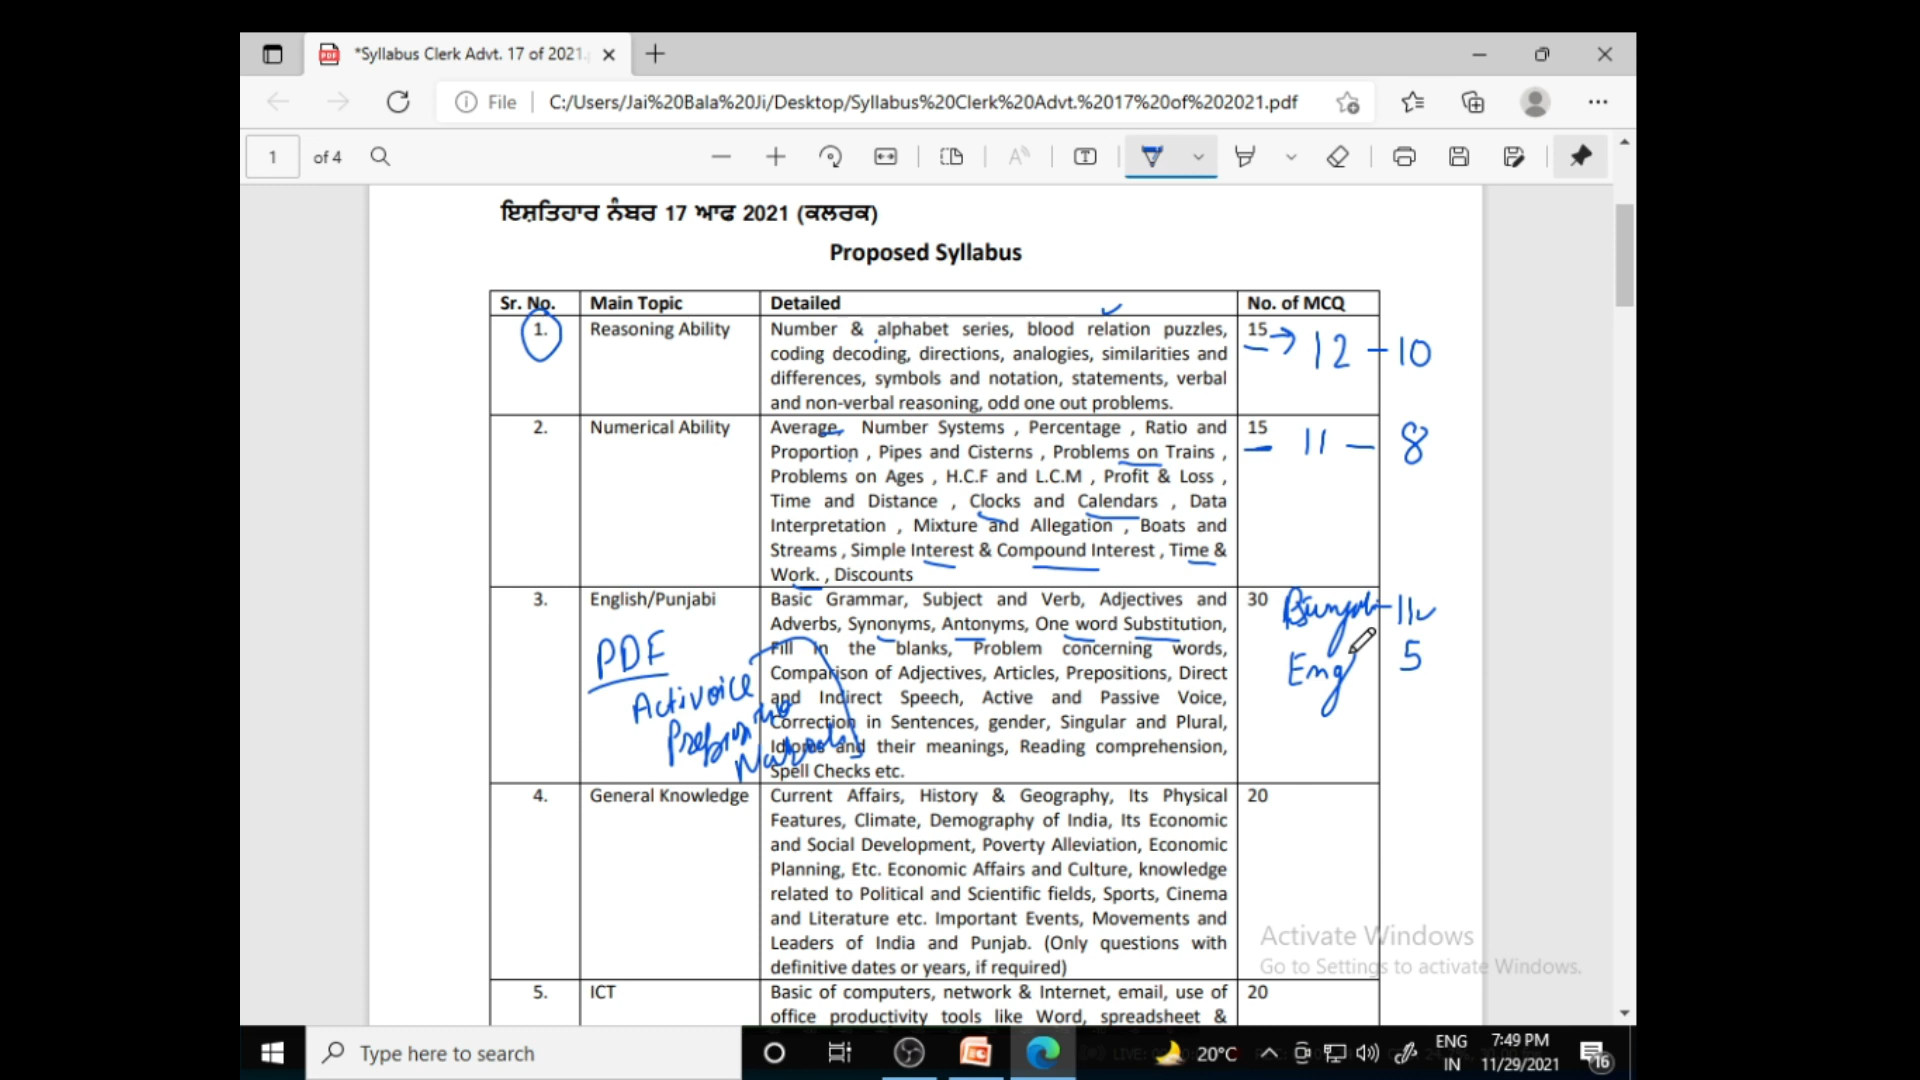 *Syllabus Clerk Advt. 17 of 2021.
File
C:/Users/Jai%20Bala%20Ji/Desktop/Syllabus%20Clerk%20Advt.%2017%20of%202021.pdf
1 of 4
ਇਸ਼ਤਿਹਾਰ ਨੰਬਰ 17 ਆਫ 2021 (ਕਲਰਕ)
Proposed Syllabus
Sr. No. Main Topic Detailed No. of MCQ
1. Reasoning Ability Number & alphabet series, blood relation puzzles, 15
coding decoding, directions, analogies, similarities and 12 - 10
differences, symbols and notation, statements, verbal
and non-verbal reasoning, odd one out problems.
2. Numerical Ability Average, Number Systems , Percentage , Ratio and 15 - 11 - 8
Proportion , Pipes and Cisterns , Problems on Trains ,
Problems on Ages , H.C.F and L.C.M , Profit & Loss ,
Time and Distance , Clocks and Calendars , Data
Interpretation , Mixture and Allegation , Boats and
Streams , Simple Interest & Compound Interest , Time &
Work. , Discounts
3. English/Punjabi Basic Grammar, Subject and Verb, Adjectives and 30
Adverbs, Synonyms, Antonyms, One word Substitution,
PDF
Fill in the blanks, Problem concerning words, Eng 5
Comparison of Adjectives, Articles, Prepositions, Direct
and Indirect Speech, Active and Passive Voice,
Correction in Sentences, gender, Singular and Plural,
Idioms and their meanings, Reading comprehension,
Spell Checks etc.
4. General Knowledge Current Affairs, History & Geography, Its Physical 20
Features, Climate, Demography of India, Its Economic
and Social Development, Poverty Alleviation, Economic
Planning, Etc. Economic Affairs and Culture, knowledge
related to Political and Scientific fields, Sports, Cinema
and Literature etc. Important Events, Movements and
Leaders of India and Punjab. (Only questions with
definitive dates or years, if required)
Activate Windows
Go to Settings to activate Windows.
5. ICT Basic of computers, network & Internet, email, use of 20
office productivity tools like Word, spreadsheet &
Type here to search
20°C
ENG
IN
7:49 PM
11/29/2021
16